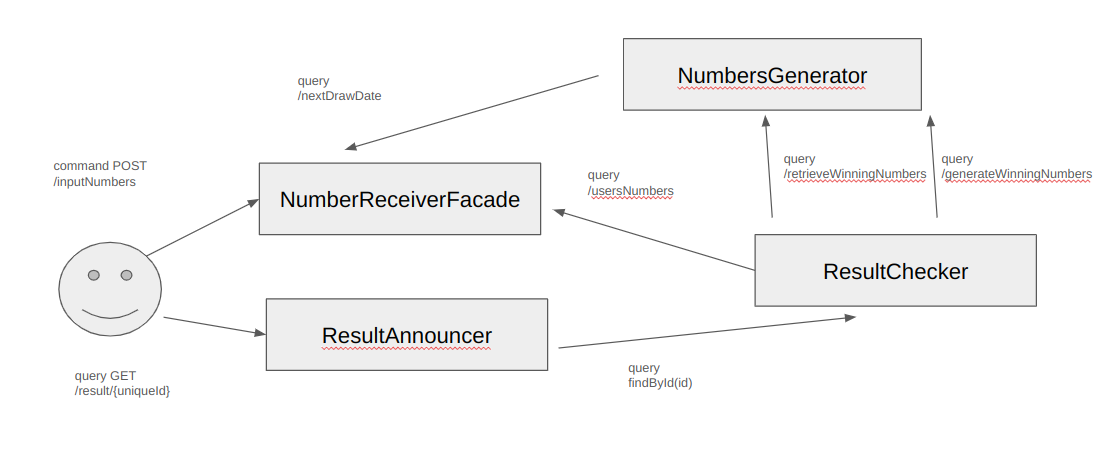 NumbersGenerator
query
/nextDrawDate
command POST
/inputNumbers
query
/retrieveWinningNumbers
query
/generateWinningNumbers
query
/usersNumbers
NumberReceiverFacade
ResultChecker
ResultAnnouncer
query GET
/result/{uniqueId}
query
findById(id)